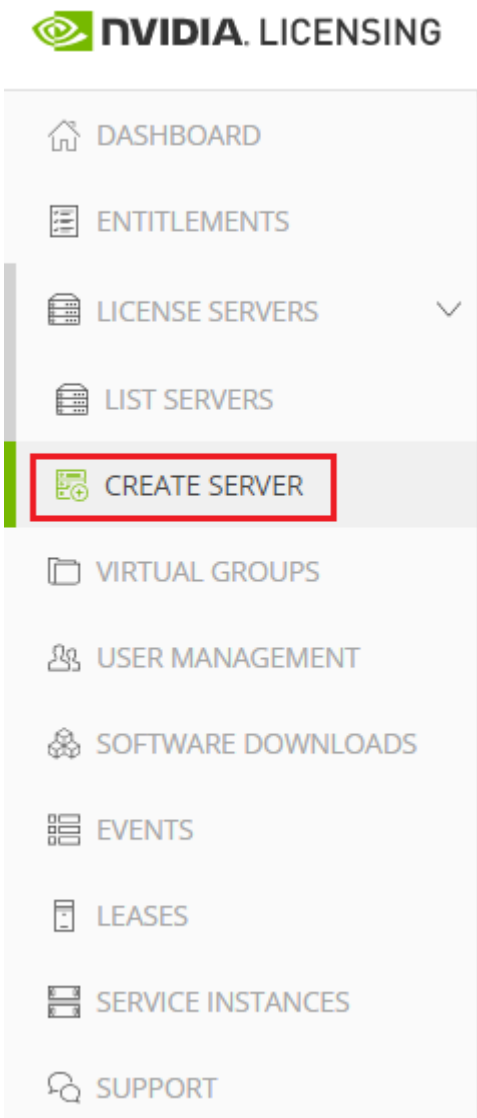 NVIDIA. LICENSING
DASHBOARD
ENTITLEMENTS
LICENSE SERVERS
LIST SERVERS
CREATE SERVER
VIRTUAL GROUPS
USER MANAGEMENT
SOFTWARE DOWNLOADS
EVENTS
LEASES
SERVICE INSTANCES
SUPPORT